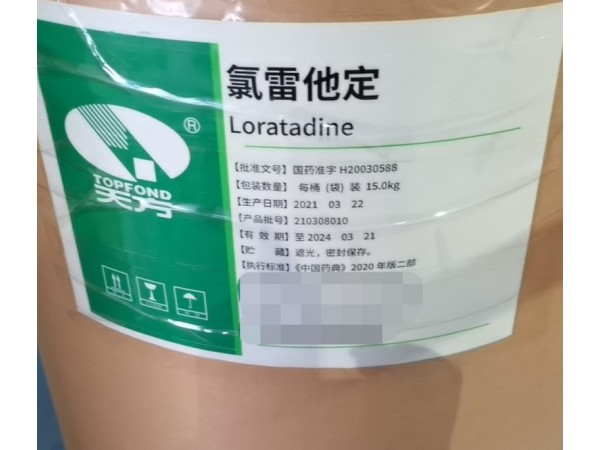 氯雷他定
Loratadine
®
TOPFOND
天方
【批准文号】国药准字 H20030588
【包装数量】 每桶 (袋) 装 15.0kg
【生产日期】2021 03 22
【产品批号】210308010
【有 效 期】至 2024 03 21
【贮 藏】遮光，密封保存。
【执行标准】《中国药典》2020 年版二部